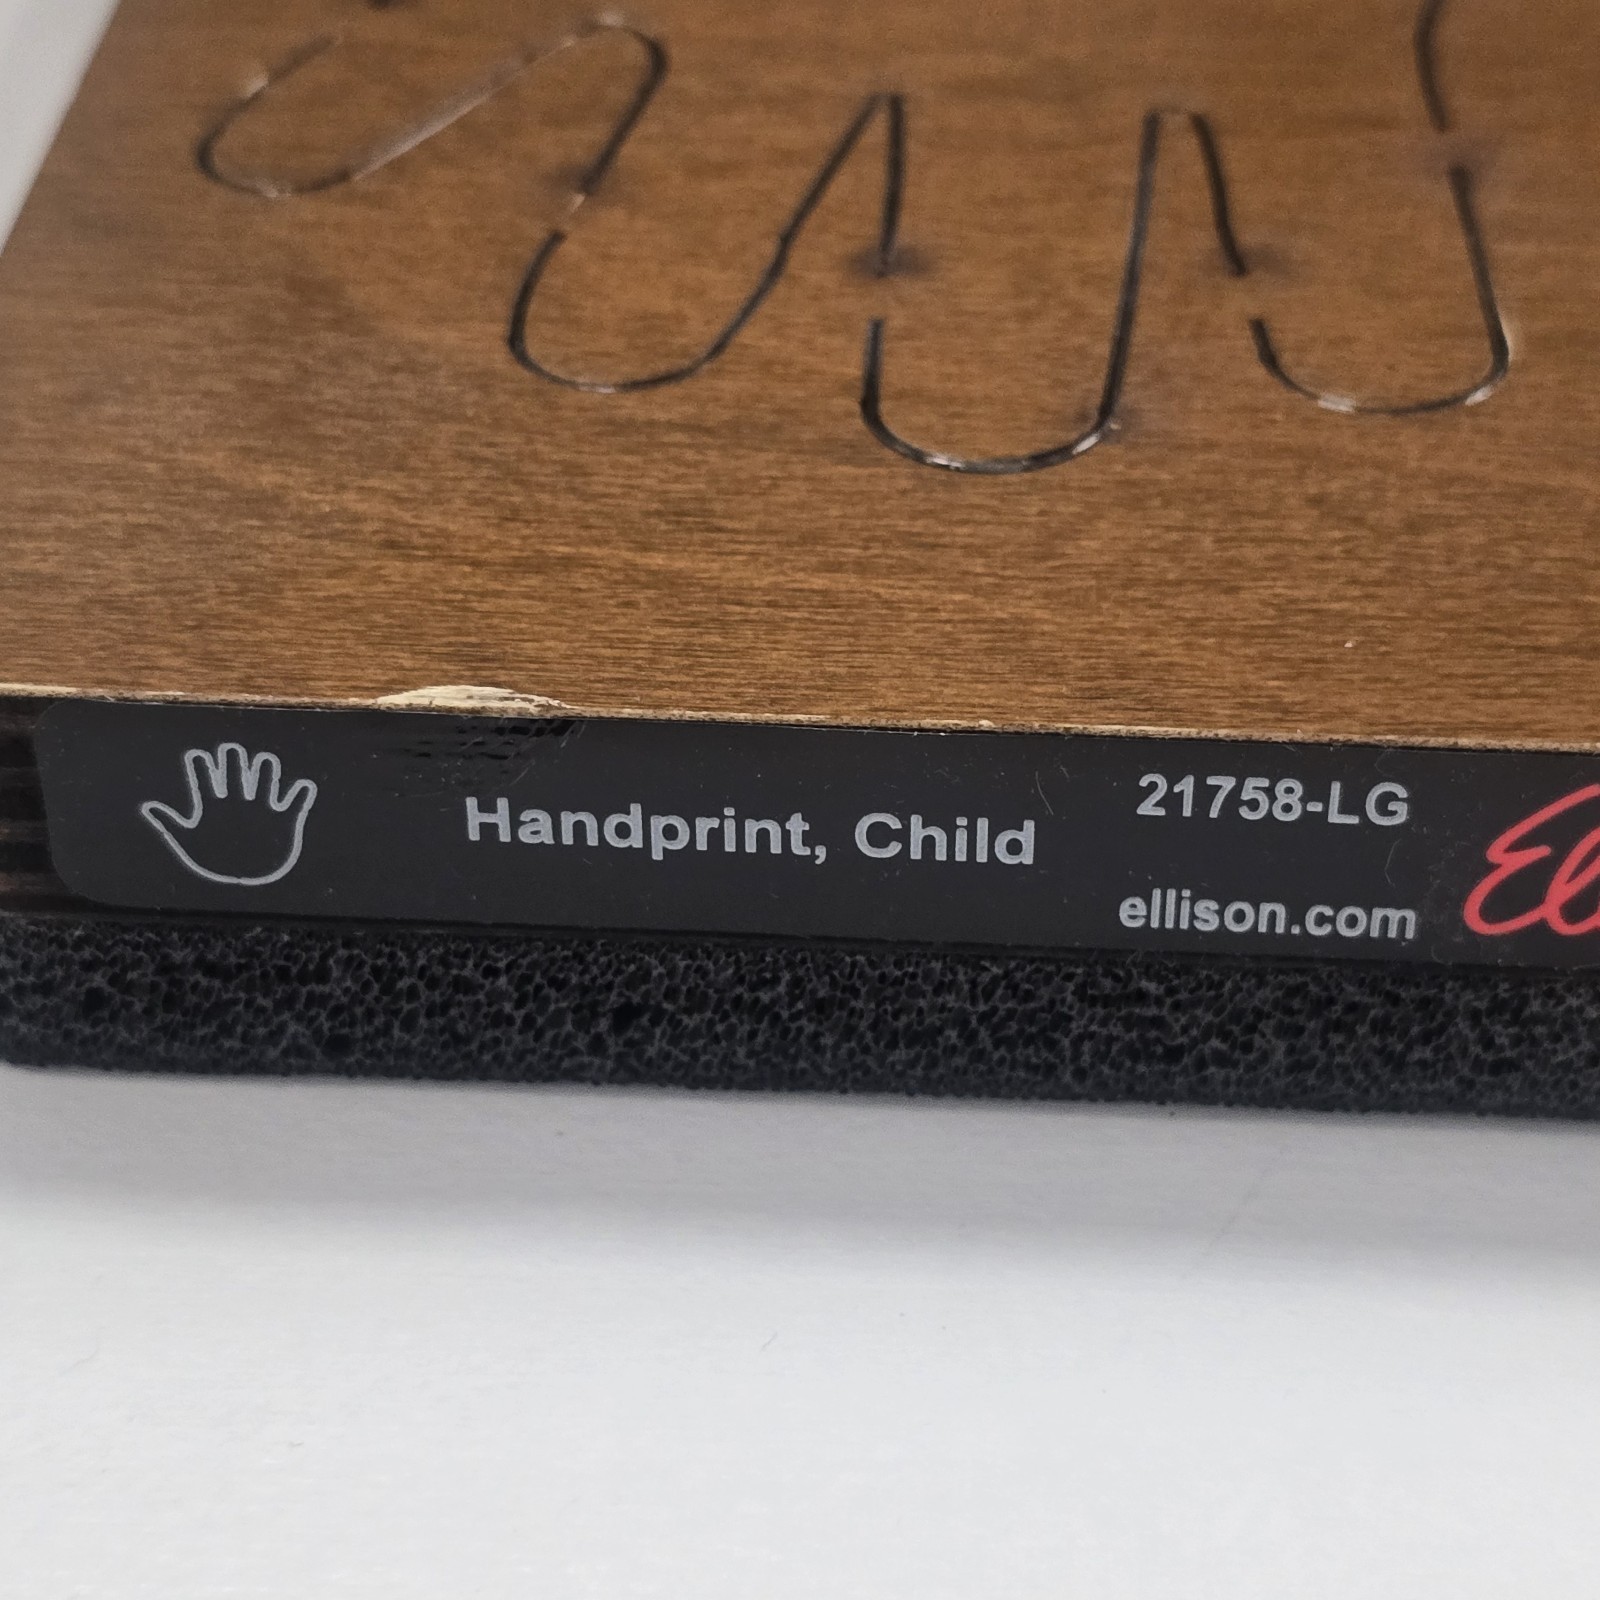 Handprint, Child
21758-LG
ellison.com